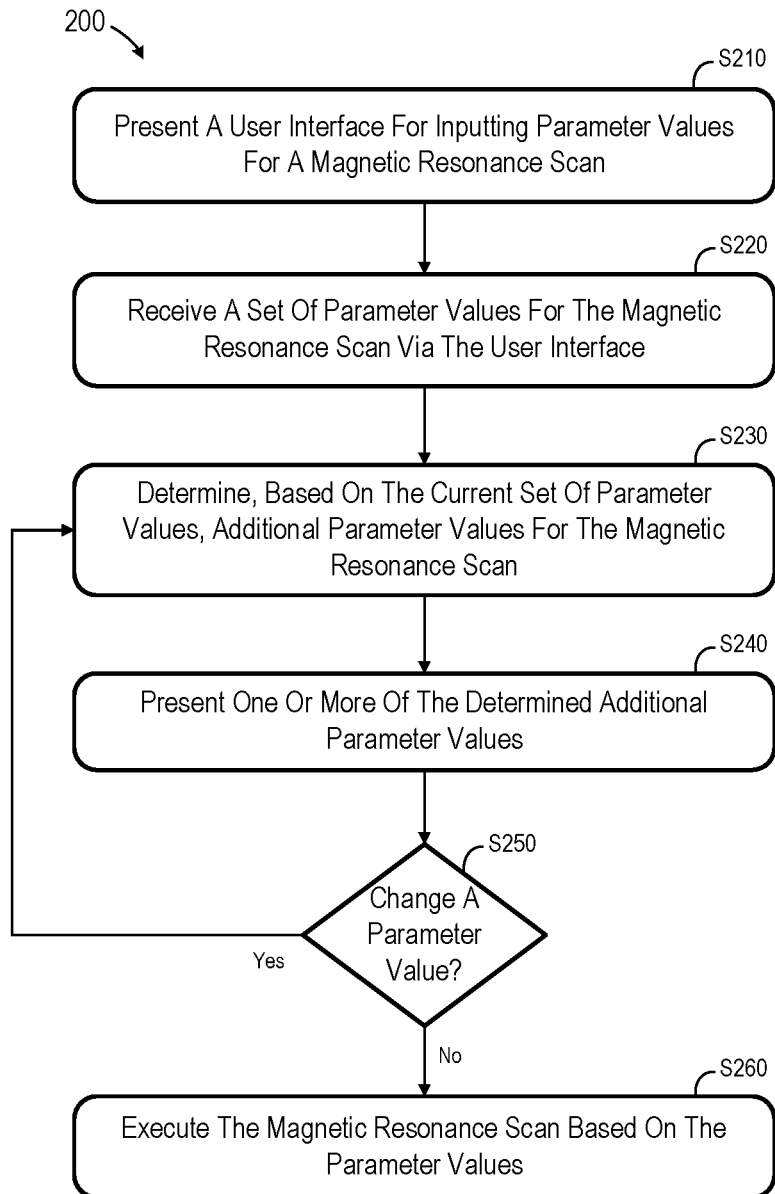 200
S210
Present A User Interface For Inputting Parameter Values
For A Magnetic Resonance Scan
S220
Receive A Set Of Parameter Values For The Magnetic
Resonance Scan Via The User Interface
S230
Determine, Based On The Current Set Of Parameter
Values, Additional Parameter Values For The Magnetic
Resonance Scan
S240
Present One Or More Of The Determined Additional
Parameter Values
S250
Change A
Parameter
Value?
Yes
No
S260
Execute The Magnetic Resonance Scan Based On The
Parameter Values